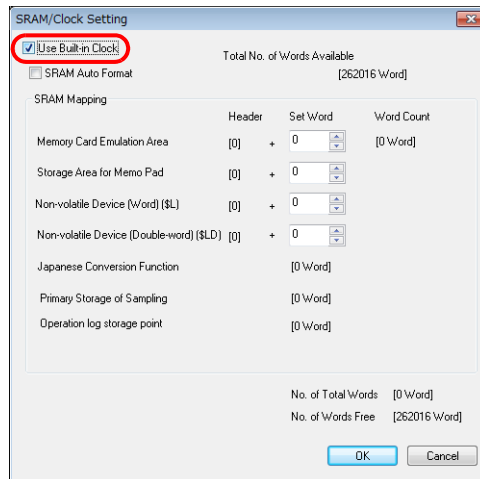 SRAM/Clock Setting
Use Built-in Clock
Total No. of Words Available
SRAM Auto Format [262016 Word]
SRAM Mapping
Header Set Word Word Count
Memory Card Emulation Area [0] + 0 [0 Word]
Storage Area for Memo Pad [0] + 0
Non-volatile Device (Word) ($L) [0] + 0
Non-volatile Device (Double-word) ($LD) [0] + 0
Japanese Conversion Function [0 Word]
Primary Storage of Sampling [0 Word]
Operation log storage point [0 Word]
No. of Total Words [0 Word]
No. of Words Free [262016 Word]
OK Cancel